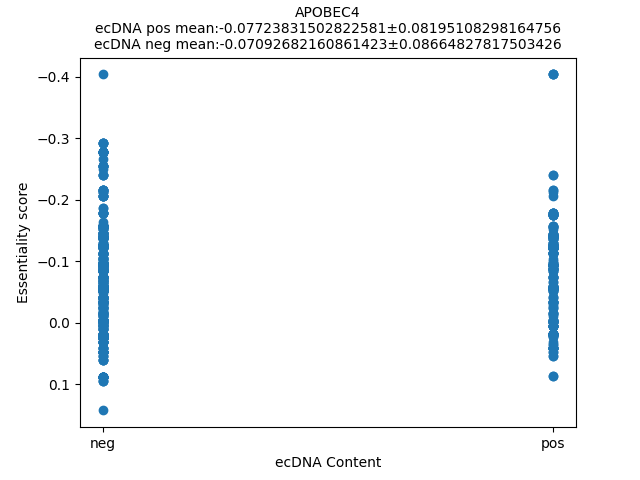 APOBEC4
ecDNA pos mean:-0.07723831502822581±0.08195108298164756
ecDNA neg mean:-0.07092682160861423±0.08664827817503426
−0.4
−0.3
−0.2
−0.1
0.0
0.1
Essentiality score
neg
pos
ecDNA Content